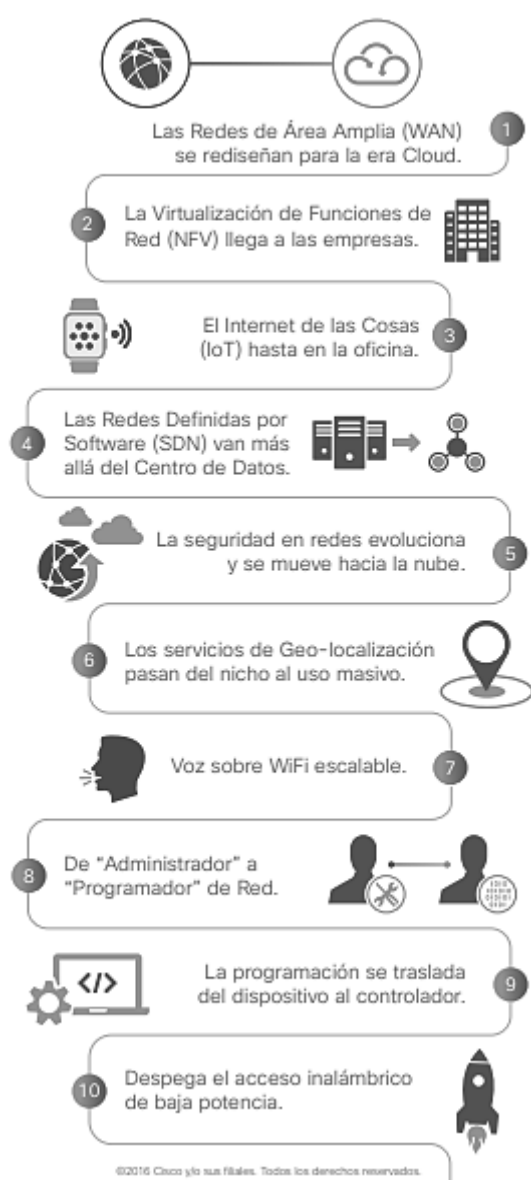 1
Las Redes de Área Amplia (WAN)
se rediseñan para la era Cloud.
2
La Virtualización de Funciones de
Red (NFV) llega a las empresas.
3
El Internet de las Cosas
(IoT) hasta en la oficina.
4
Las Redes Definidas por
Software (SDN) van más
allá del Centro de Datos.
5
La seguridad en redes evoluciona
y se mueve hacia la nube.
6
Los servicios de Geo-localización
pasan del nicho al uso masivo.
7
Voz sobre WiFi escalable.
8
De “Administrador” a
“Programador” de Red.
9
</>
La programación se traslada
del dispositivo al controlador.
10
Despega el acceso inalámbrico
de baja potencia.
©2016 Cisco y/o sus filiales. Todos los derechos reservados.